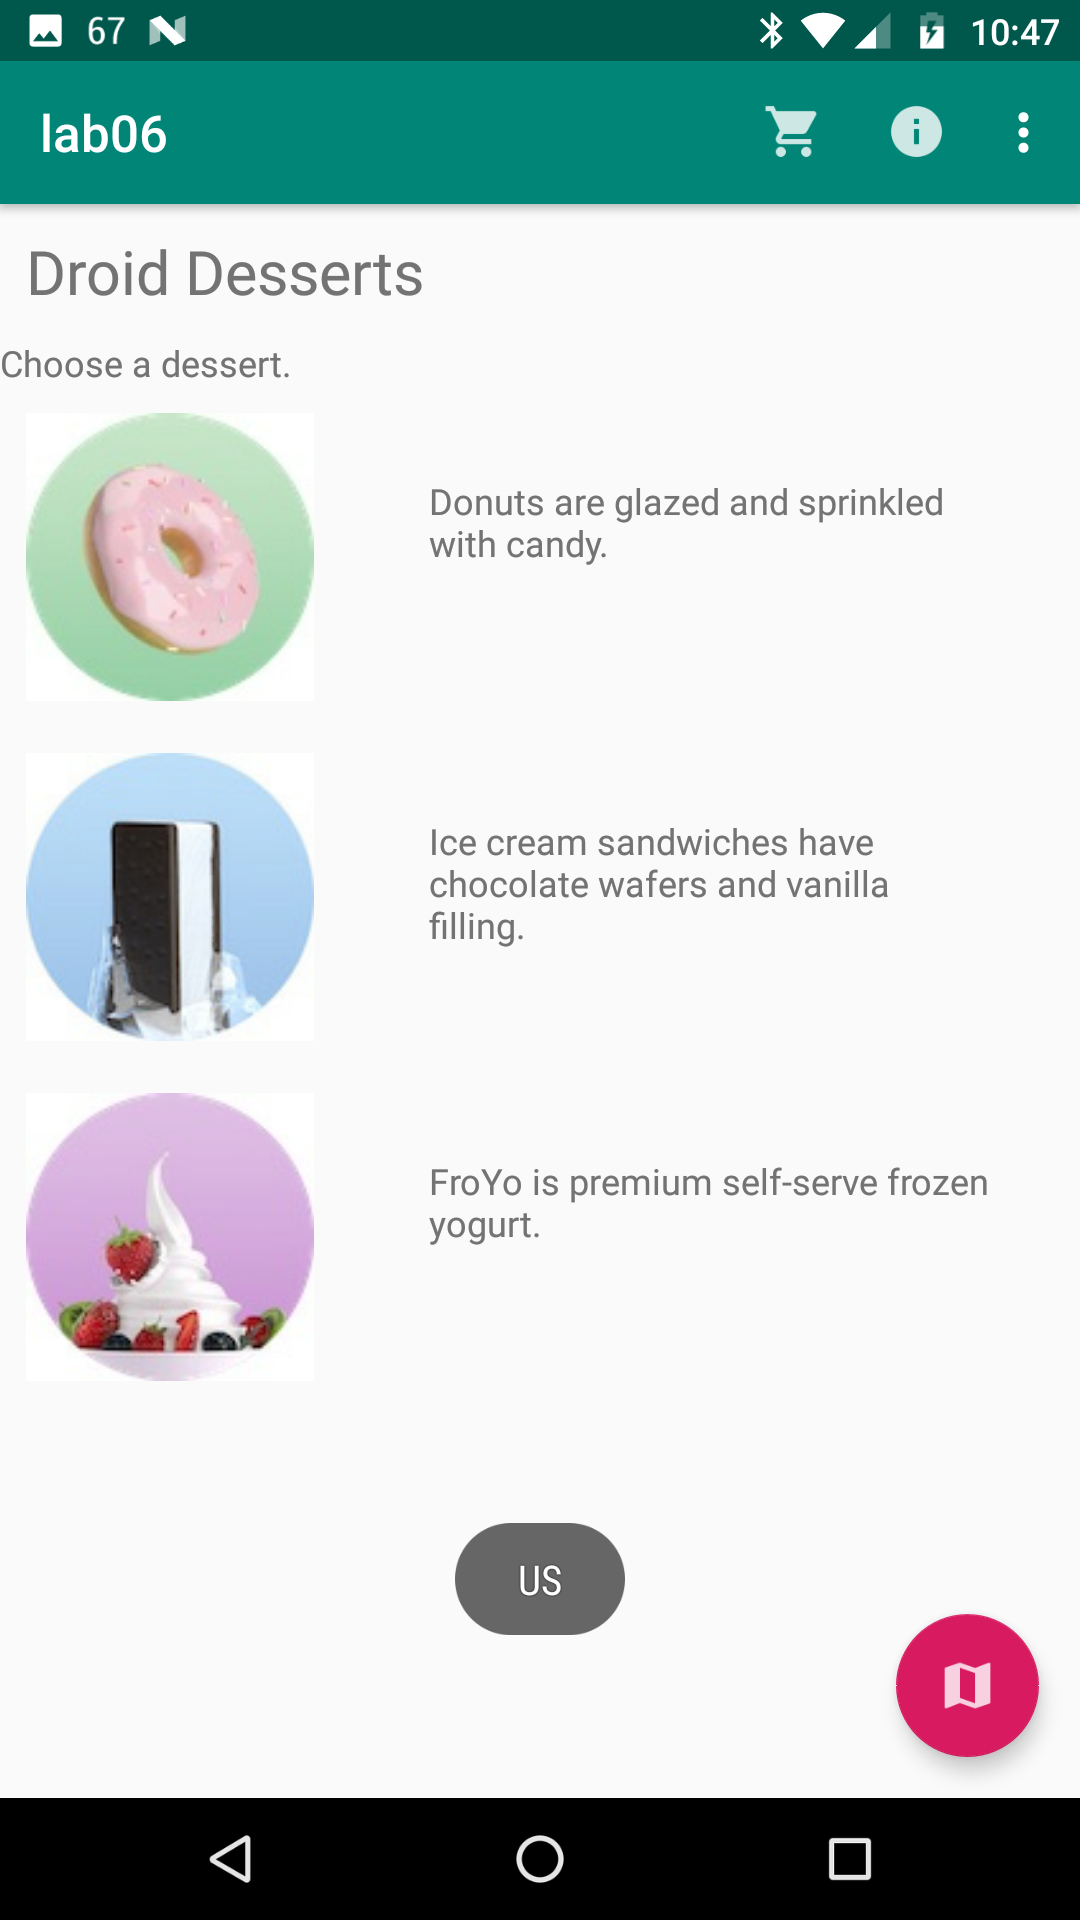 67 10:47
lab06
Droid Desserts
Choose a dessert.
Donuts are glazed and sprinkled
with candy.
Ice cream sandwiches have
chocolate wafers and vanilla
filling.
FroYo is premium self-serve frozen
yogurt.
US